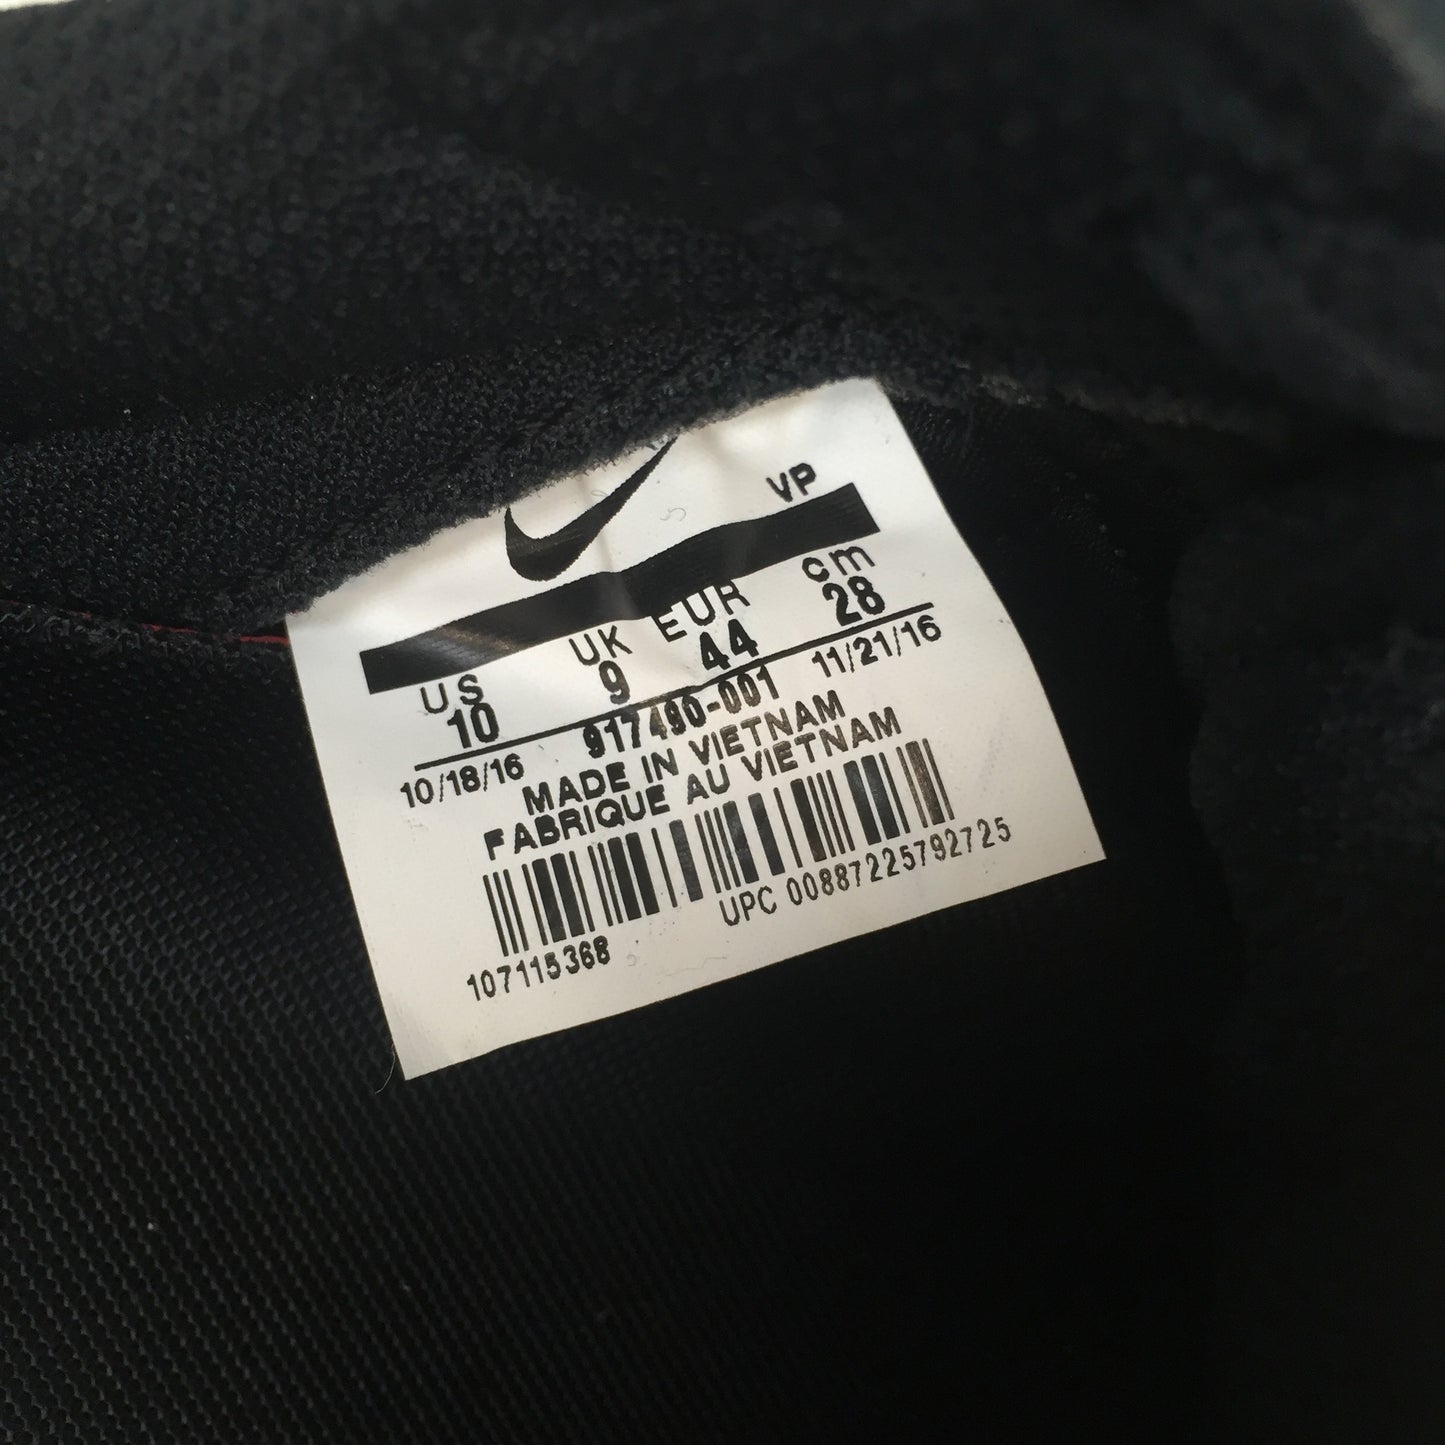 VP
US UK EUR cm
10 9 44 28
10/18/16 917490-001 11/21/16
MADE IN VIETNAM
FABRIQUE AU VIETNAM
UPC 00887225792725
107115368